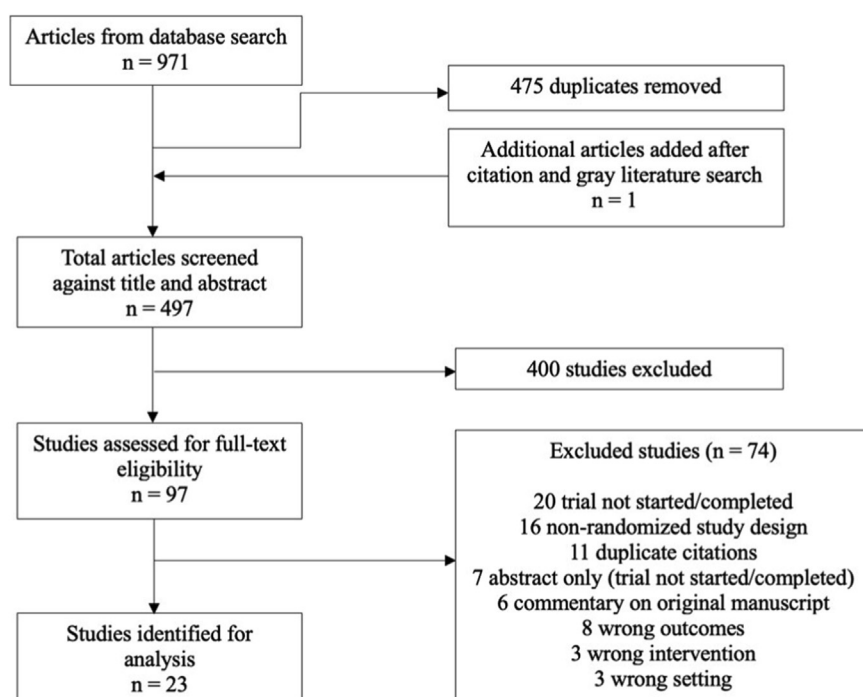 Articles from database search
n = 971
475 duplicates removed
Additional articles added after
citation and gray literature search
n = 1
Total articles screened
against title and abstract
n = 497
400 studies excluded
Studies assessed for full-text
eligibility
n = 97
Excluded studies (n = 74)
20 trial not started/completed
16 non-randomized study design
11 duplicate citations
7 abstract only (trial not started/completed)
6 commentary on original manuscript
8 wrong outcomes
3 wrong intervention
3 wrong setting
Studies identified for
analysis
n = 23